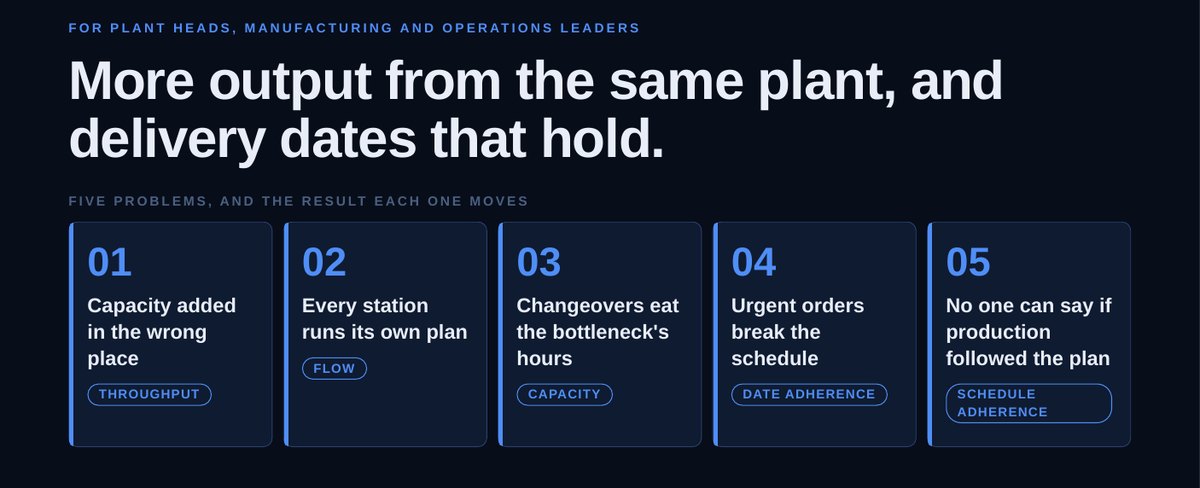 FOR PLANT HEADS, MANUFACTURING AND OPERATIONS LEADERS
More output from the same plant, and
delivery dates that hold.
FIVE PROBLEMS, AND THE RESULT EACH ONE MOVES
01
Capacity added
in the wrong
place
THROUGHPUT
02
Every station
runs its own plan
FLOW
03
Changeovers eat
the bottleneck's
hours
CAPACITY
04
Urgent orders
break the
schedule
DATE ADHERENCE
05
No one can say if
production
followed the plan
SCHEDULE
ADHERENCE